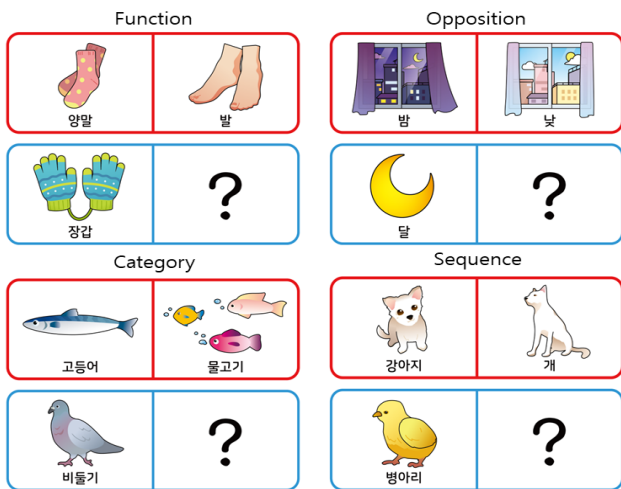 Function
Opposition
양말
발
밤
낮
?
?
장갑
달
Category
Sequence
고등어
물고기
강아지
개
?
?
비둘기
병아리